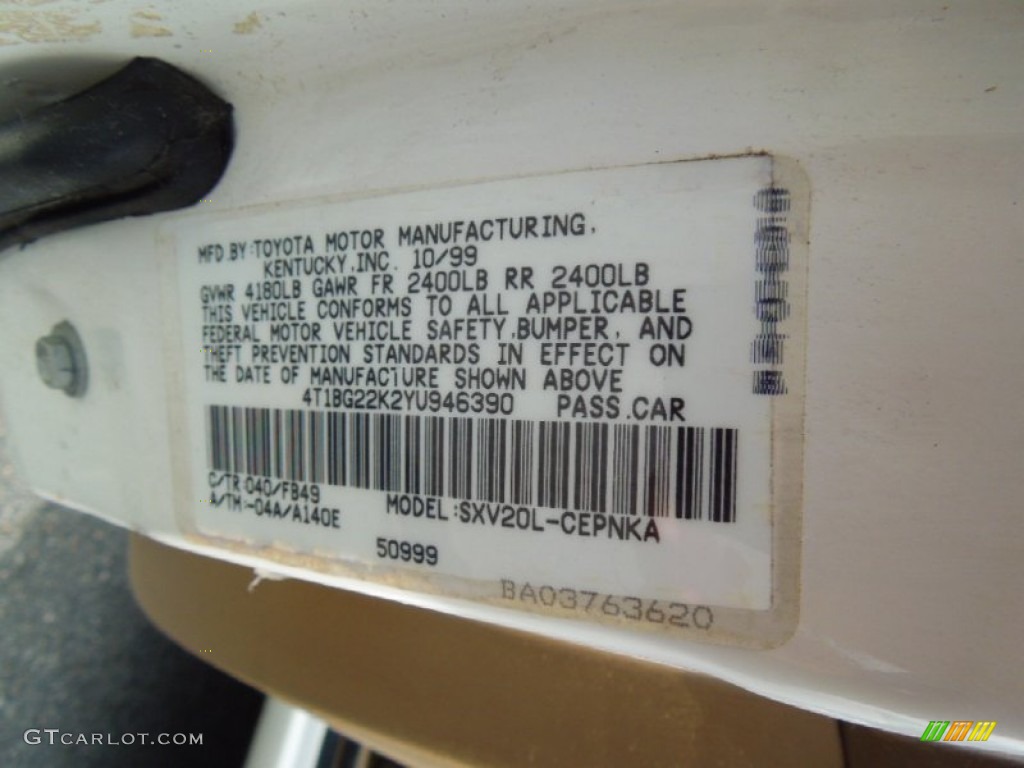 MFD.BY:TOYOTA MOTOR MANUFACTURING,
KENTUCKY,INC. 10/99
GVWR 4180LB GAWR FR 2400LB RR 2400LB
THIS VEHICLE CONFORMS TO ALL APPLICABLE
FEDERAL MOTOR VEHICLE SAFETY,BUMPER, AND
THEFT PREVENTION STANDARDS IN EFFECT ON
THE DATE OF MANUFACTURE SHOWN ABOVE
4T1BG22K2YU946390 PASS.CAR
C/TR:040/FB49
A/TM:-04A/A140E
MODEL:SXV20L-CEPNKA
50999
BA03763620
GTCARLOT.COM